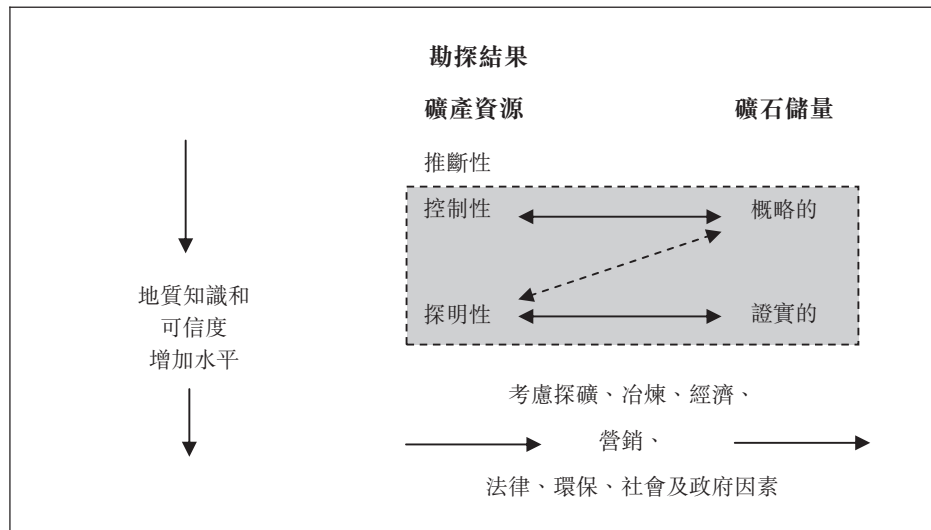 勘探結果
礦產資源 礦石儲量
推斷性
控制性 概略的
探明性 證實的
地質知識和
可信度
增加水平
考慮探礦、冶煉、經濟、
營銷、
法律、環保、社會及政府因素